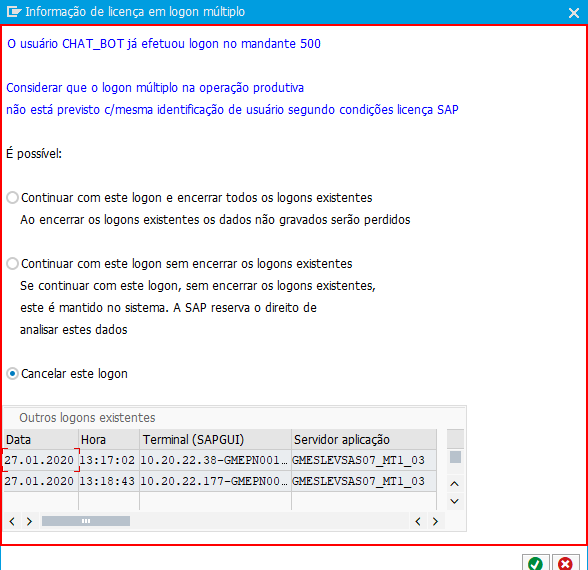 Informação de licença em logon múltiplo
O usuário CHAT_BOT já efetuou logon no mandante 500
Considerar que o logon múltiplo na operação produtiva
não está previsto c/mesma identificação de usuário segundo condições licença SAP
É possível:
Continuar com este logon e encerrar todos os logons existentes
Ao encerrar os logons existentes os dados não gravados serão perdidos
Continuar com este logon sem encerrar os logons existentes
Se continuar com este logon, sem encerrar os logons existentes,
este é mantido no sistema. A SAP reserva o direito de
analisar estes dados
Cancelar este logon
Outros logons existentes
Data Hora Terminal (SAPGUI) Servidor aplicação
27.01.2020 13:17:02 10.20.22.38-GMEPN001... GMESLEVSAS07_MT1_03
27.01.2020 13:18:43 10.20.22.177-GMEPN00... GMESLEVSAS07_MT1_03